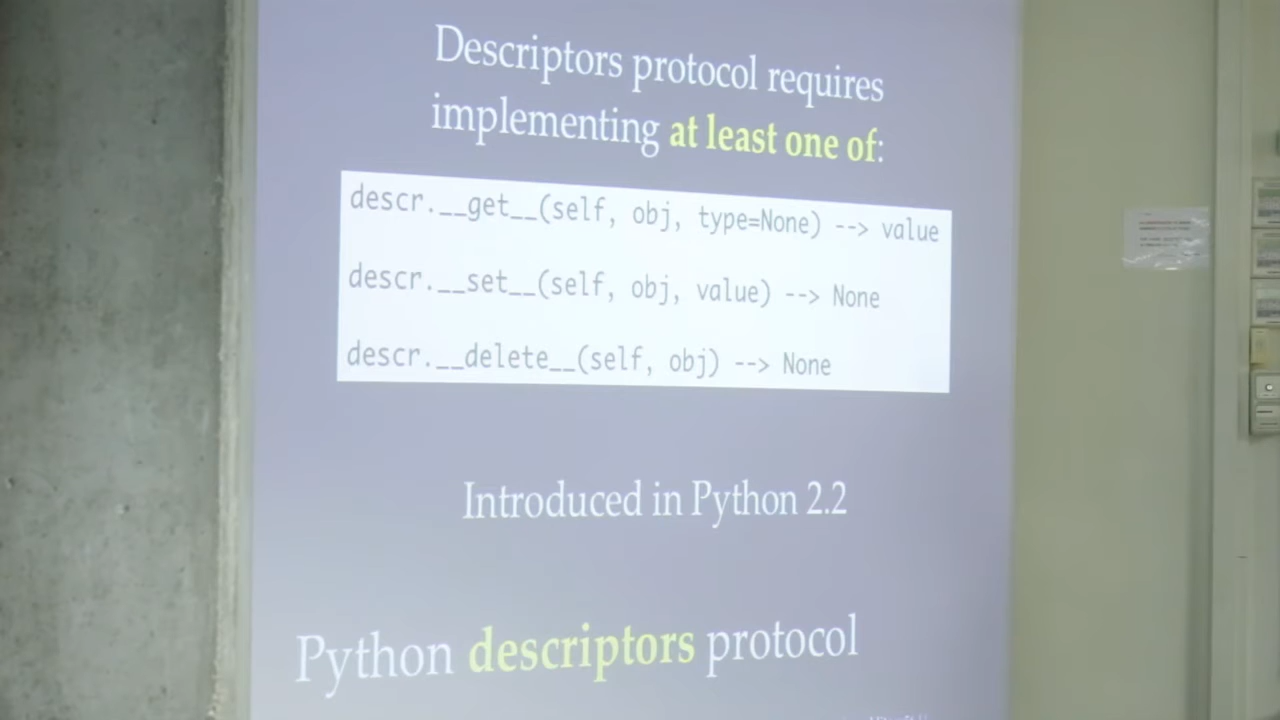 Descriptors protocol requires
implementing at least one of:
descr.__get__(self, obj, type=None) --> value
descr.__set__(self, obj, value) --> None
descr.__delete__(self, obj) --> None
Introduced in Python 2.2
Python descriptors protocol